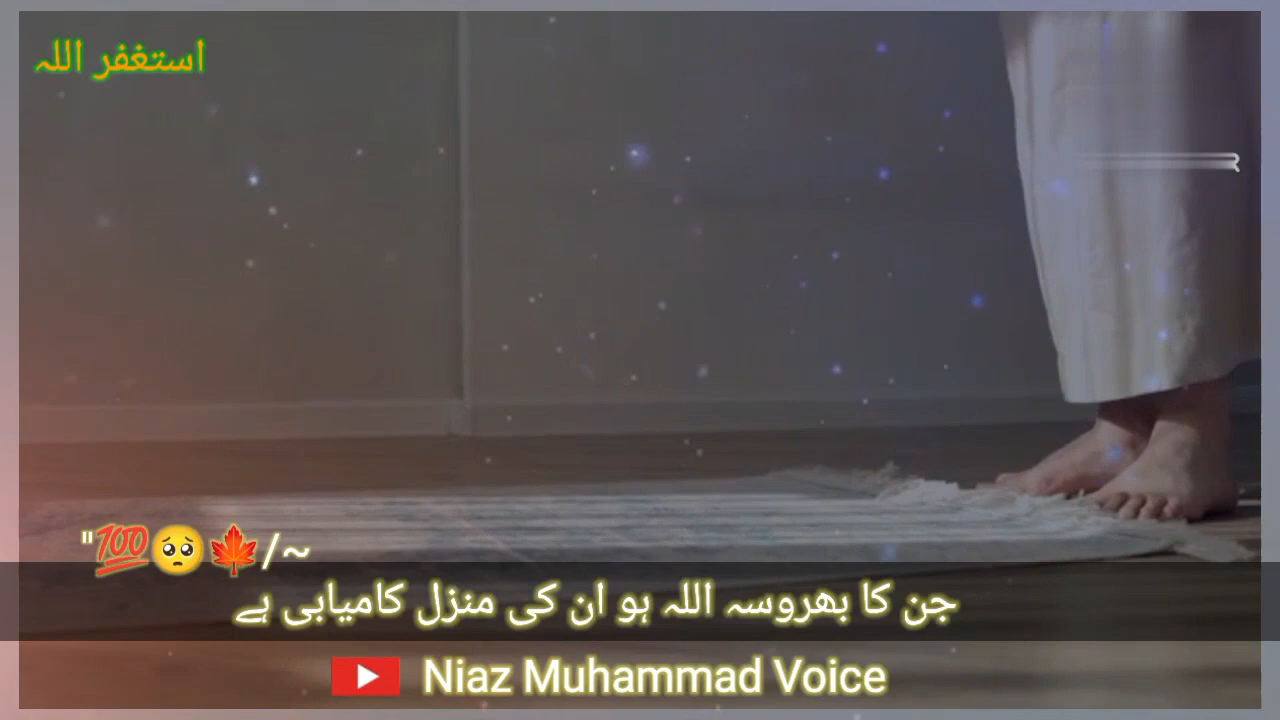 استغفر اللہ
"💯🥺🍁/~
جن کا بھروسہ اللہ ہو ان کی منزل کامیابی ہے
Niaz Muhammad Voice